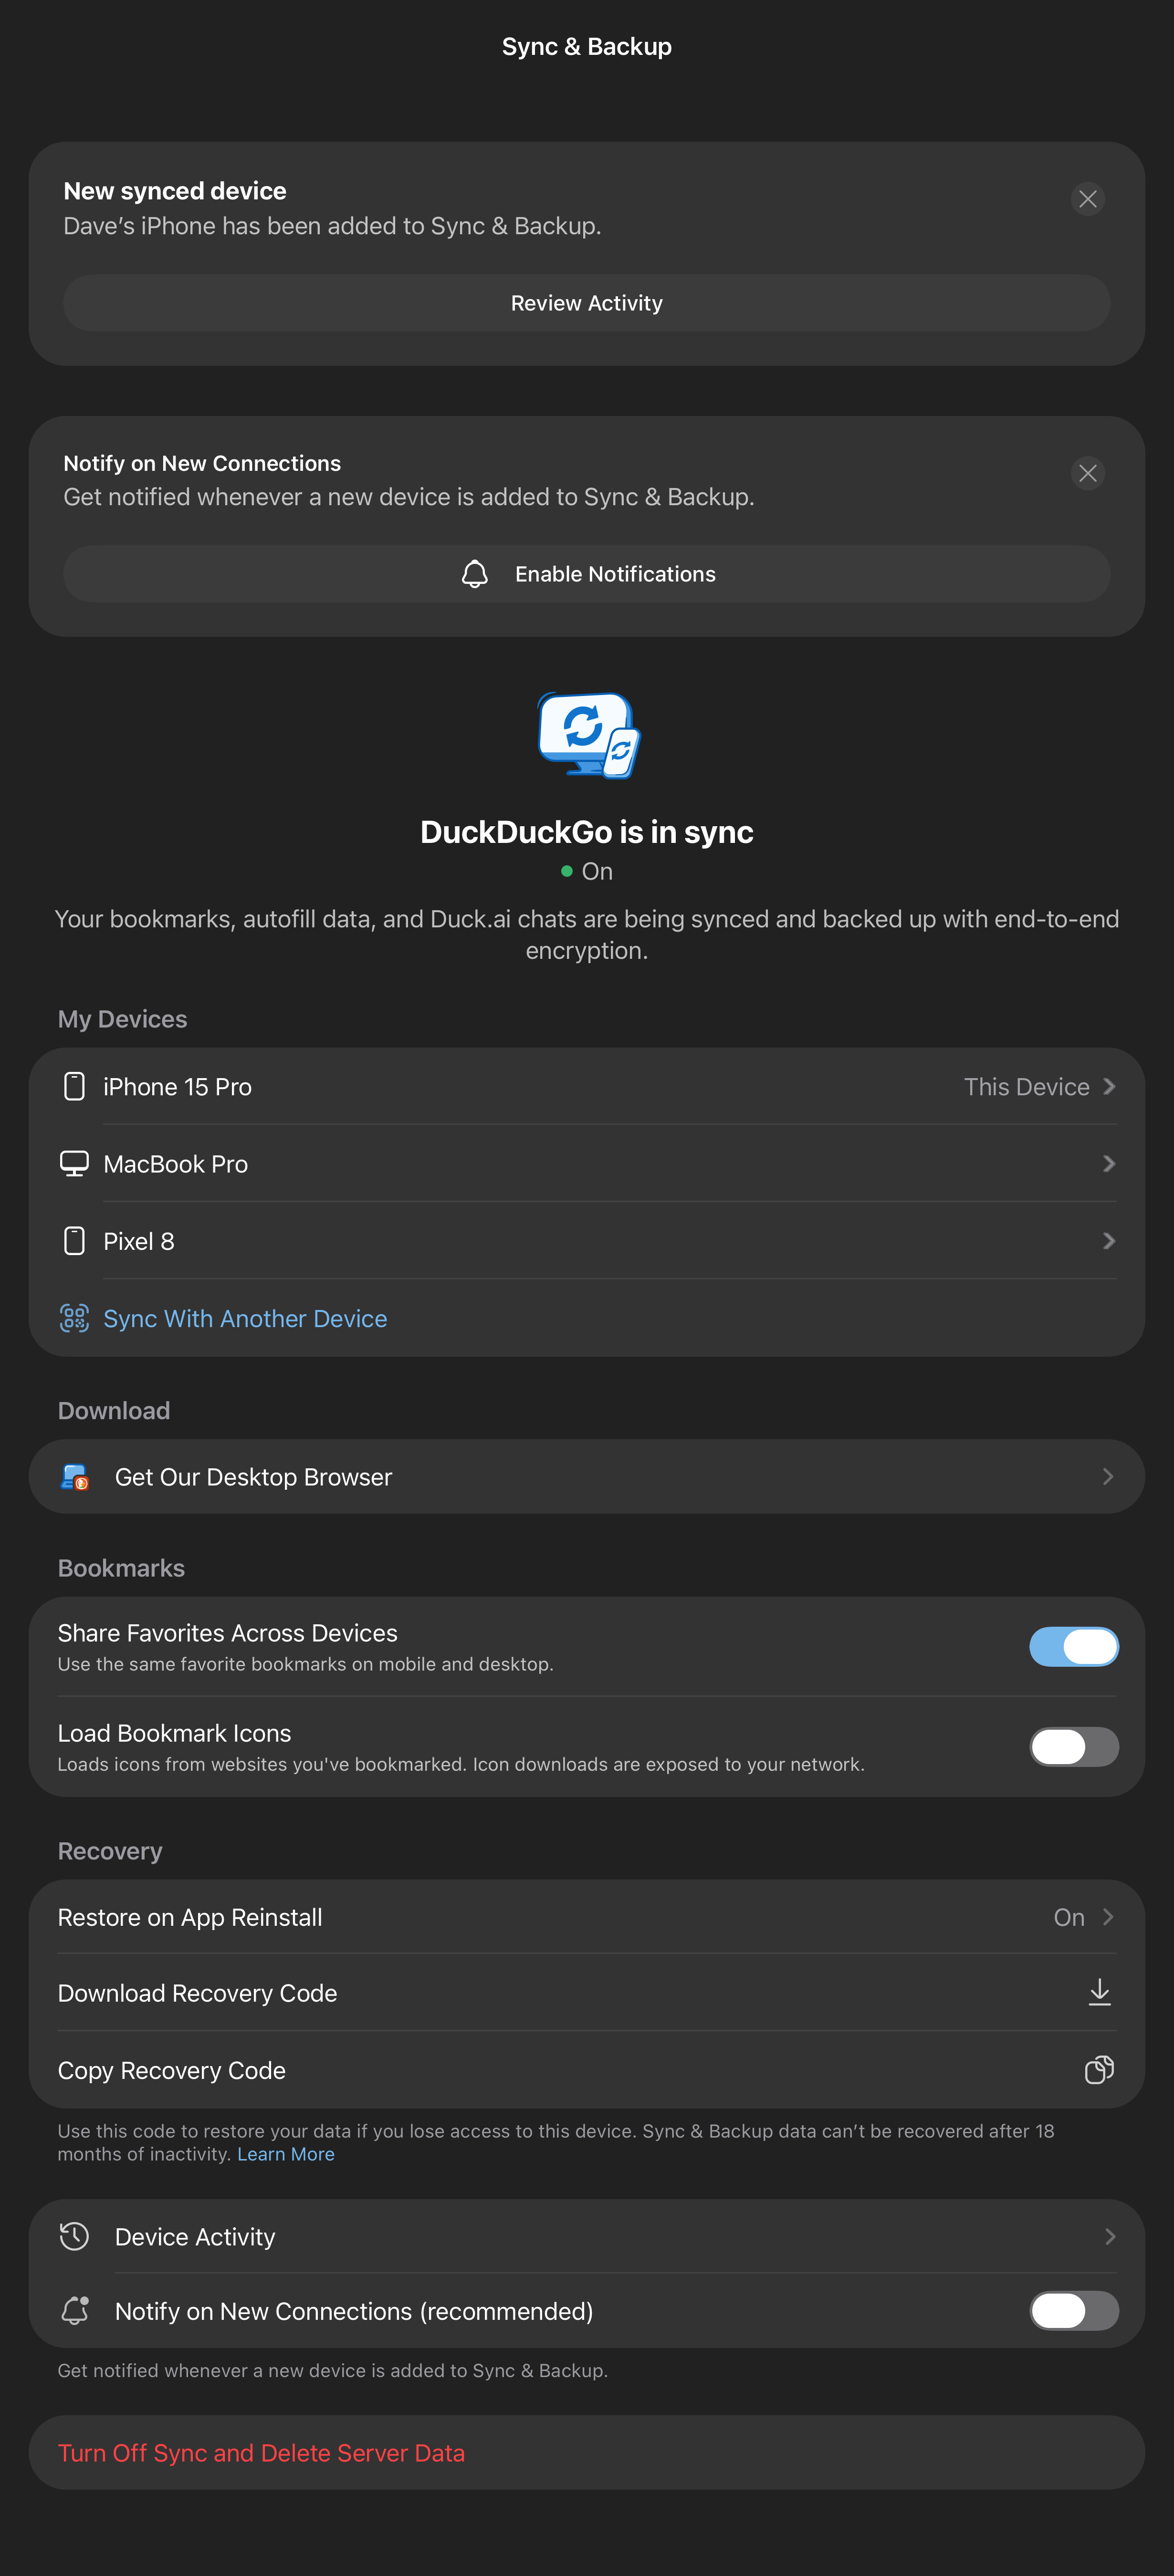 Sync & Backup
New synced device
Dave’s iPhone has been added to Sync & Backup.
Review Activity
Notify on New Connections
Get notified whenever a new device is added to Sync & Backup.
Enable Notifications
DuckDuckGo is in sync
On
Your bookmarks, autofill data, and Duck.ai chats are being synced and backed up with end-to-end
encryption.
My Devices
iPhone 15 Pro This Device
MacBook Pro
Pixel 8
Sync With Another Device
Download
Get Our Desktop Browser
Bookmarks
Share Favorites Across Devices
Use the same favorite bookmarks on mobile and desktop.
Load Bookmark Icons
Loads icons from websites you've bookmarked. Icon downloads are exposed to your network.
Recovery
Restore on App Reinstall On
Download Recovery Code
Copy Recovery Code
Use this code to restore your data if you lose access to this device. Sync & Backup data can’t be recovered after 18
months of inactivity. Learn More
Device Activity
Notify on New Connections (recommended)
Get notified whenever a new device is added to Sync & Backup.
Turn Off Sync and Delete Server Data